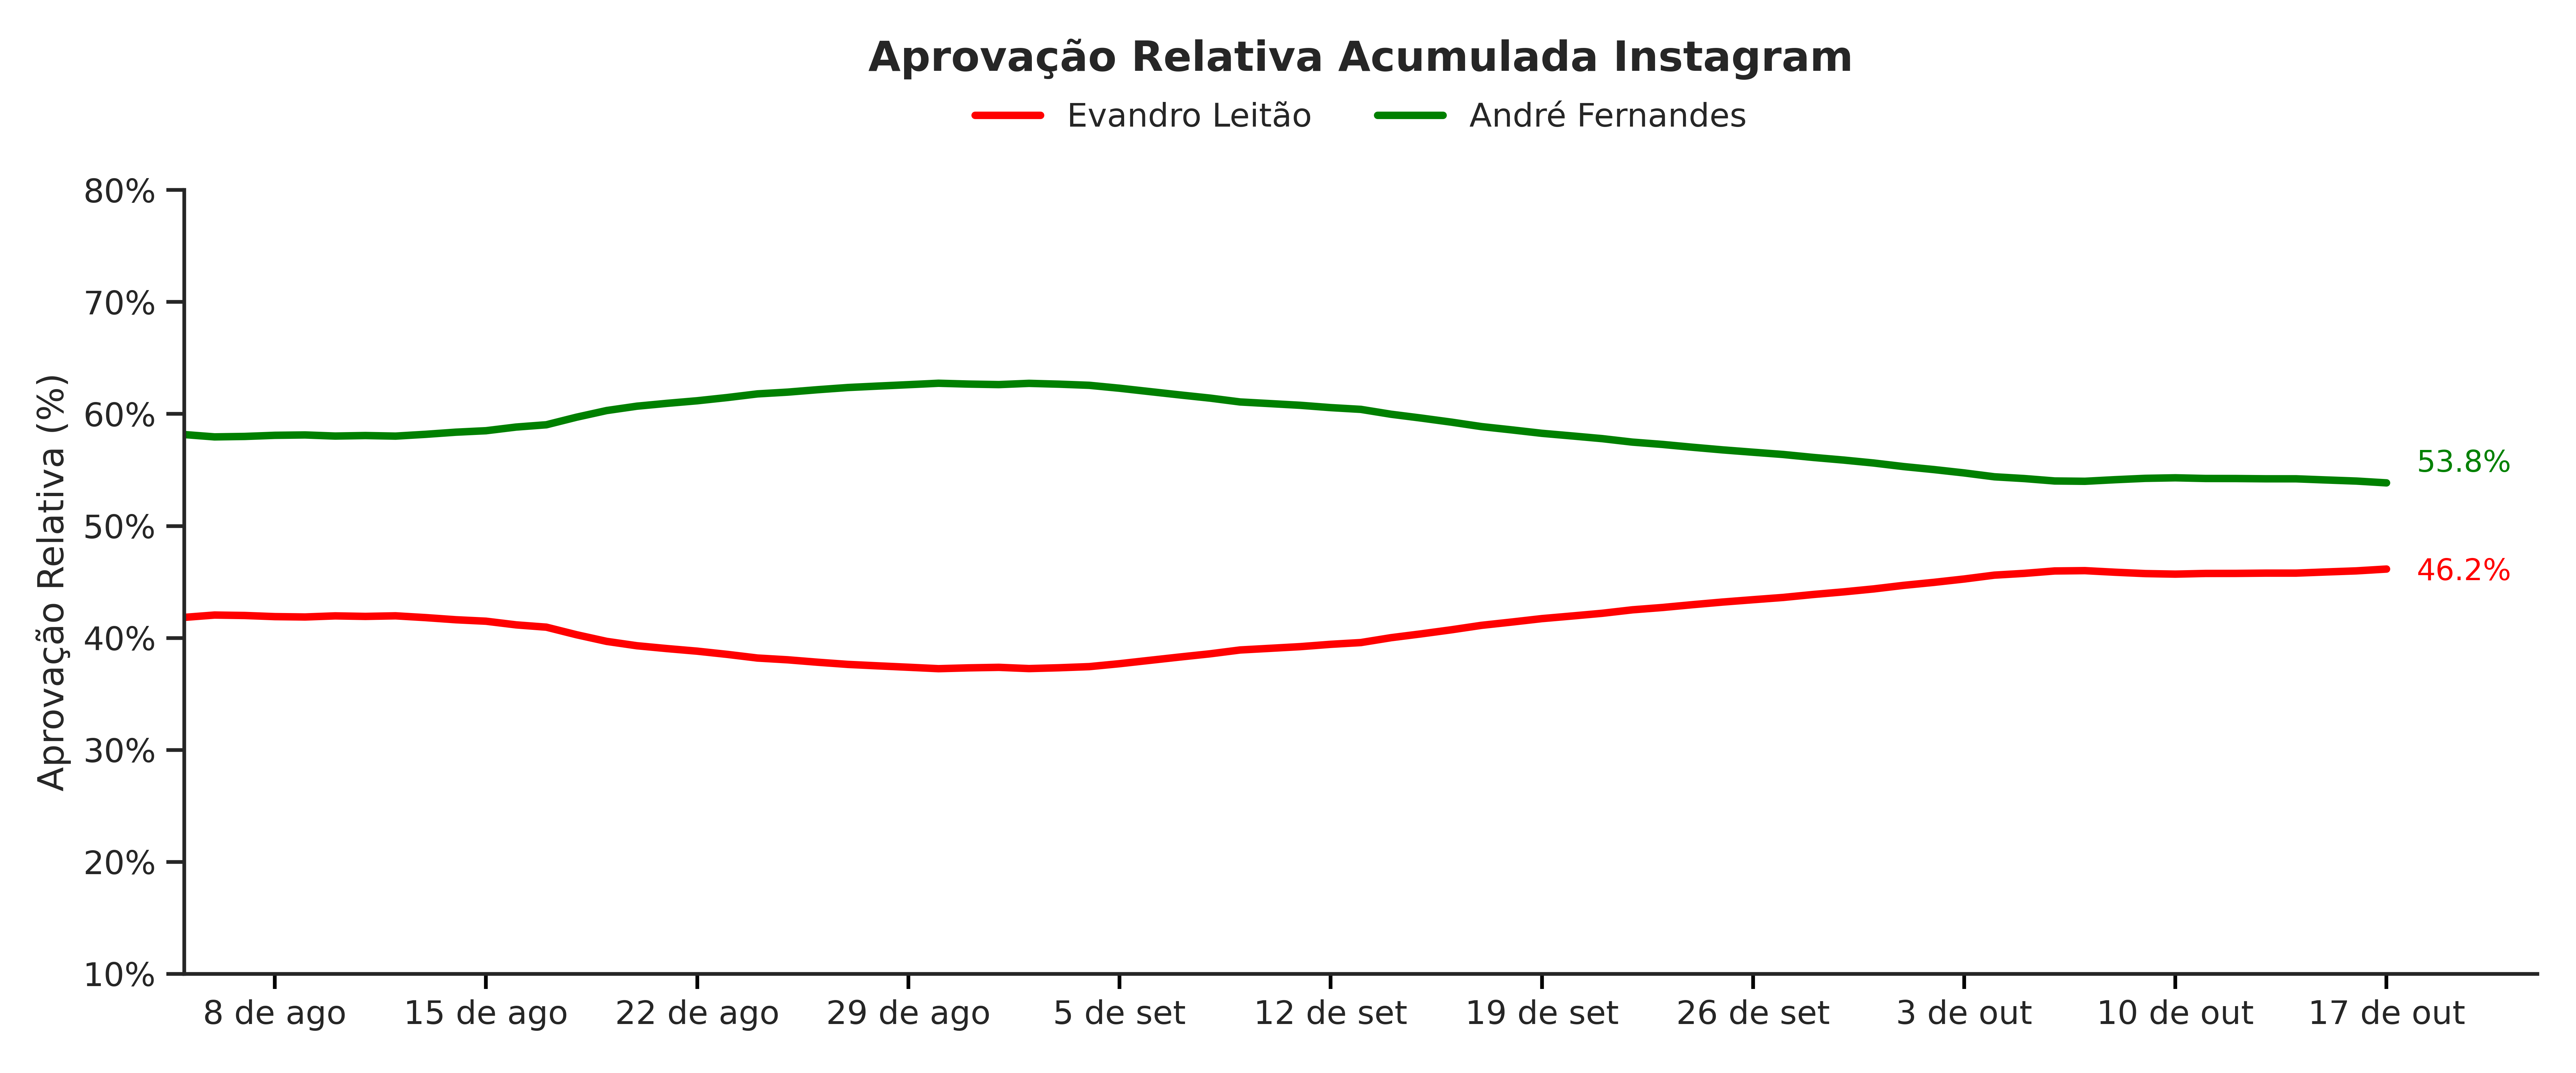 Aprovação Relativa Acumulada Instagram
Evandro Leitão André Fernandes
Aprovação Relativa (%)
80%
70%
60%
50%
40%
30%
20%
10%
53.8%
46.2%
8 de ago 15 de ago 22 de ago 29 de ago 5 de set 12 de set 19 de set 26 de set 3 de out 10 de out 17 de out